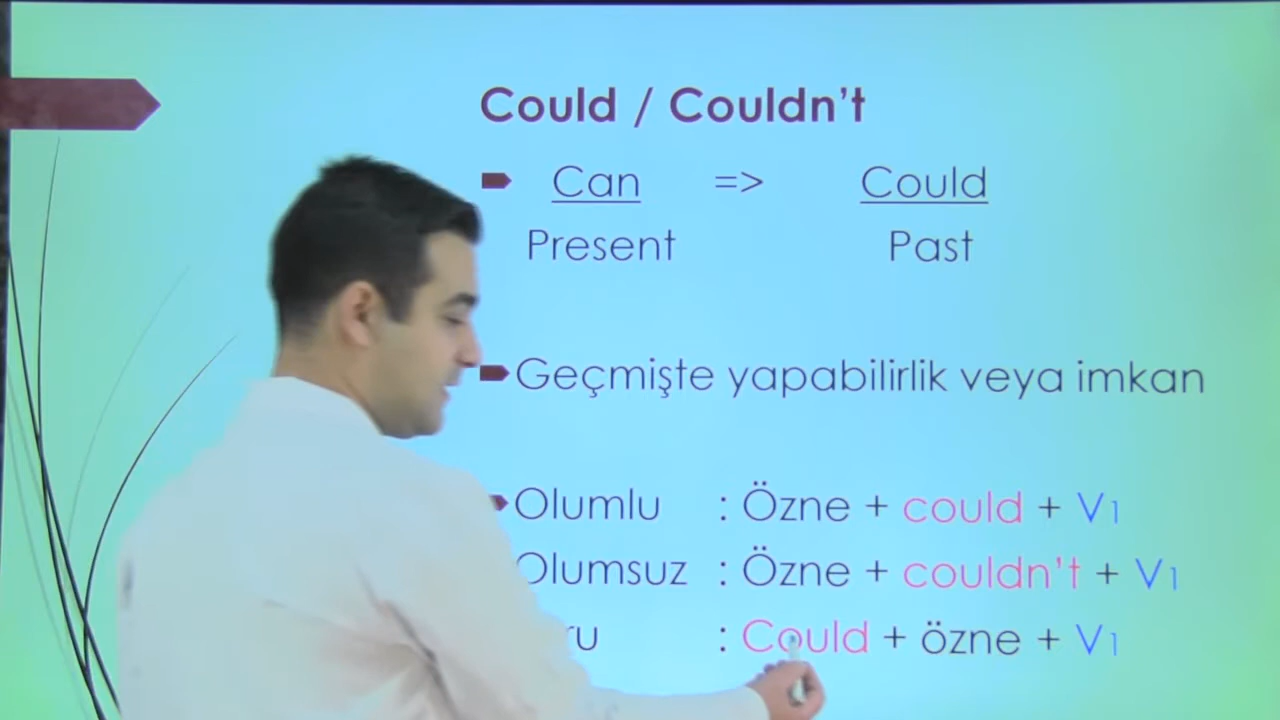 Could / Couldn't
Can => Could
Present Past
Geçmişte yapabilirlik veya imkan
Olumlu : Özne + could + V1
Olumsuz : Özne + couldn't + V1
: Could + özne + V1